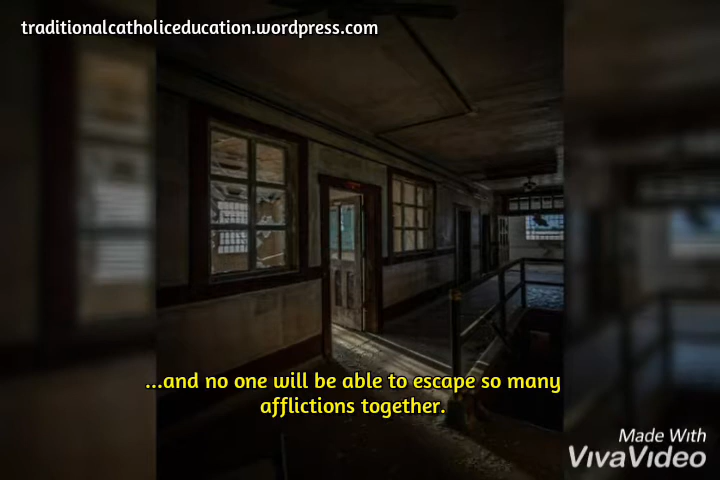 traditionalcatholiceducation.wordpress.com
...and no one will be able to escape so many
afflictions together.
Made With
VivaVideo